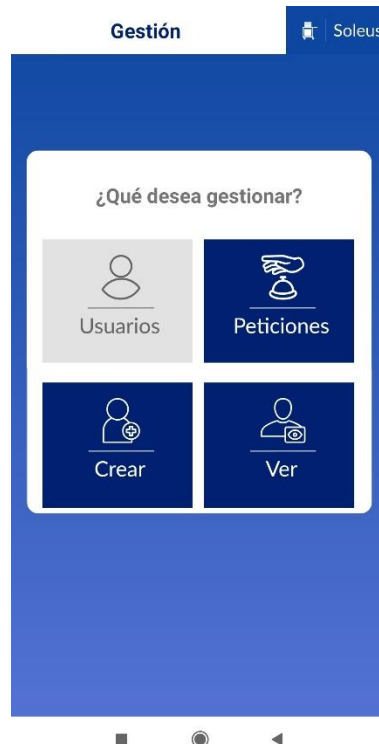 Gestión
Soleus
¿Qué desea gestionar?
Usuarios
Peticiones
Crear
Ver